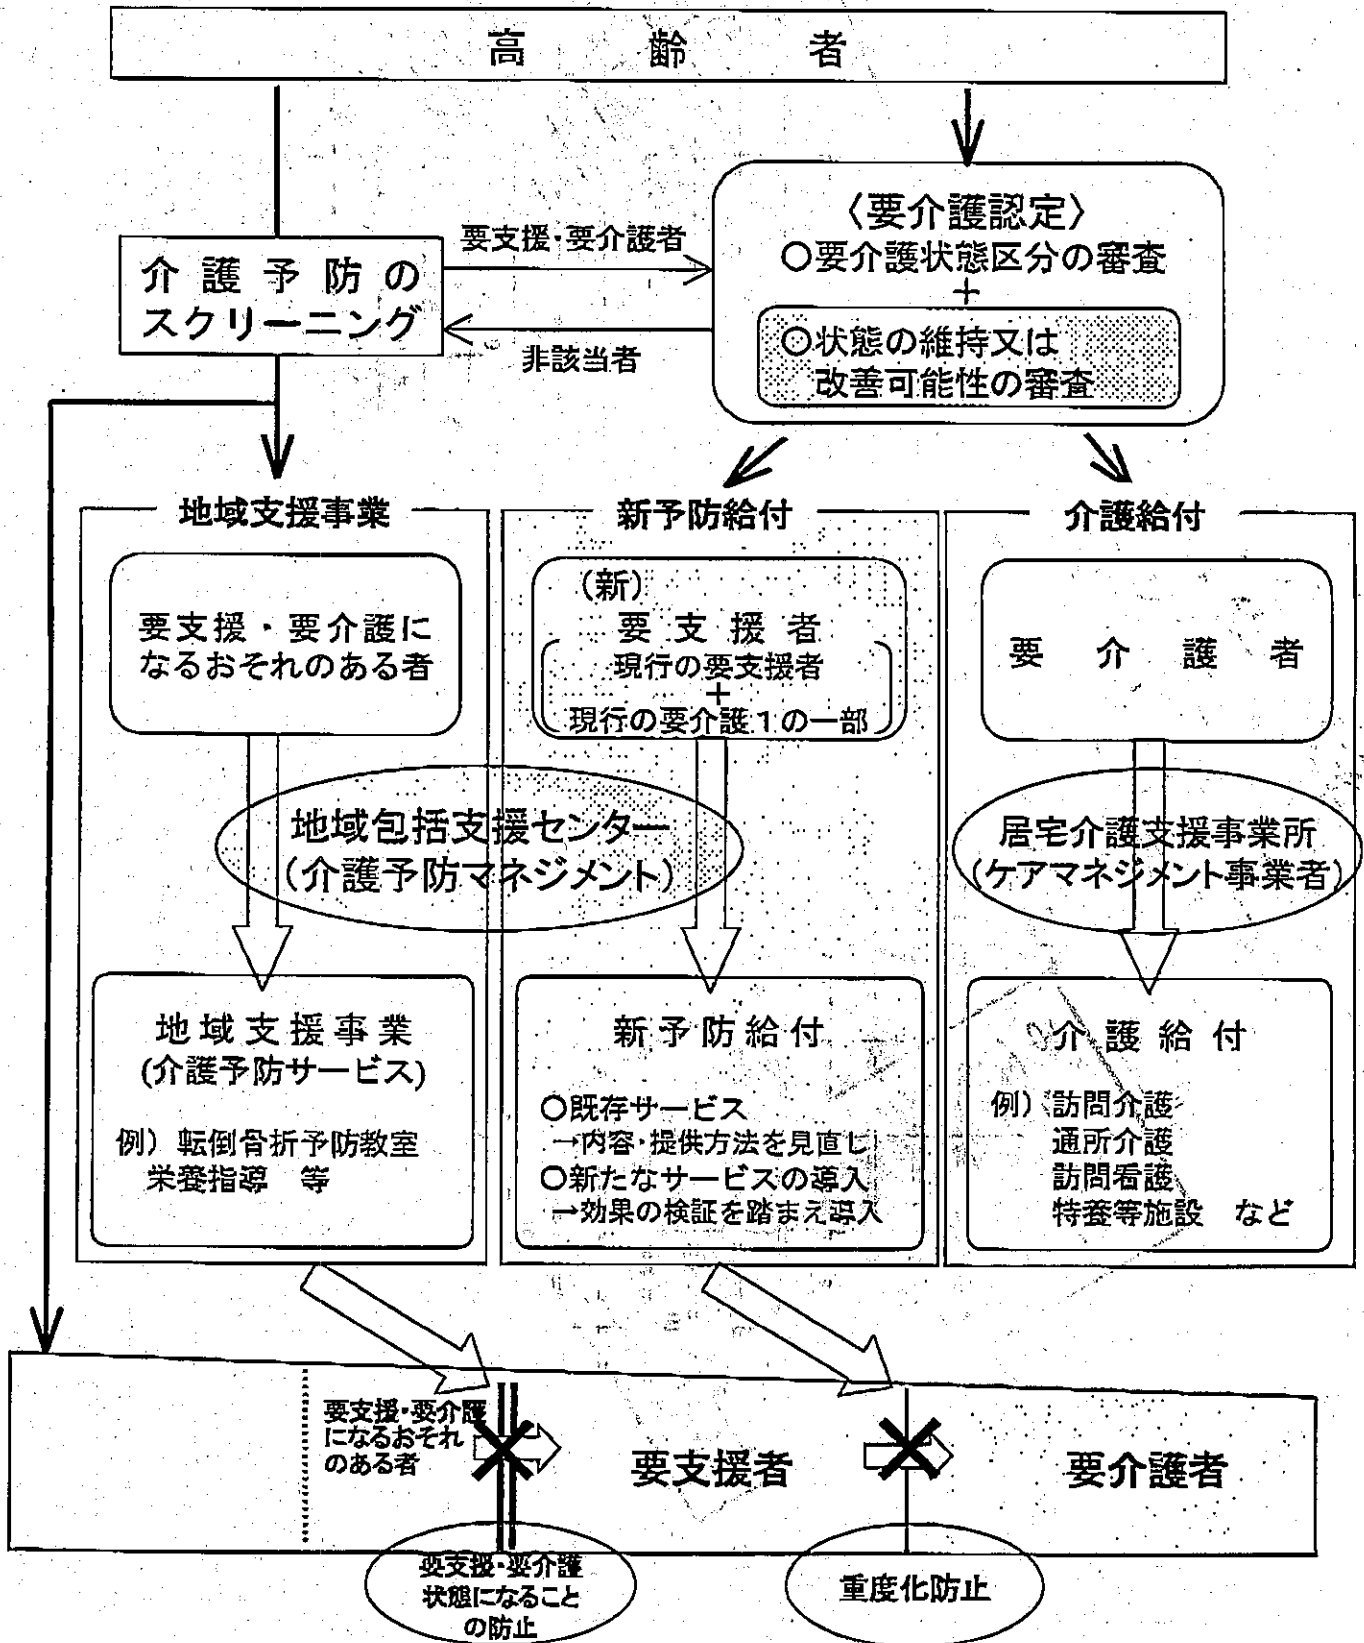 高齢者
〈要介護認定〉
○要介護状態区分の審査
+
○状態の維持又は
改善可能性の審査
要支援・要介護者
介護予防の
スクリーニング
非該当者
地域支援事業
要支援・要介護に
なるおそれのある者
新予防給付
(新)
要支援者
現行の要支援者
+
現行の要介護1の一部
介護給付
要介護者
地域包括支援センター
(介護予防マネジメント)
居宅介護支援事業所
(ケアマネジメント事業者)
地域支援事業
(介護予防サービス)
例) 転倒骨折予防教室
栄養指導 等
新予防給付
○既存サービス
→内容・提供方法を見直し
○新たなサービスの導入
→効果の検証を踏まえ導入
介護給付
例) 訪問介護
通所介護
訪問看護
特養等施設 など
要支援・要介護
になるおそれ
のある者
要支援者
要介護者
要支援・要介護
状態になること
の防止
重度化防止